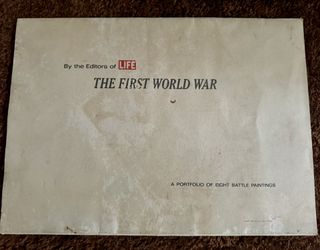 By the Editors of LIFE
THE FIRST WORLD WAR
A PORTFOLIO OF EIGHT BATTLE PAINTINGS